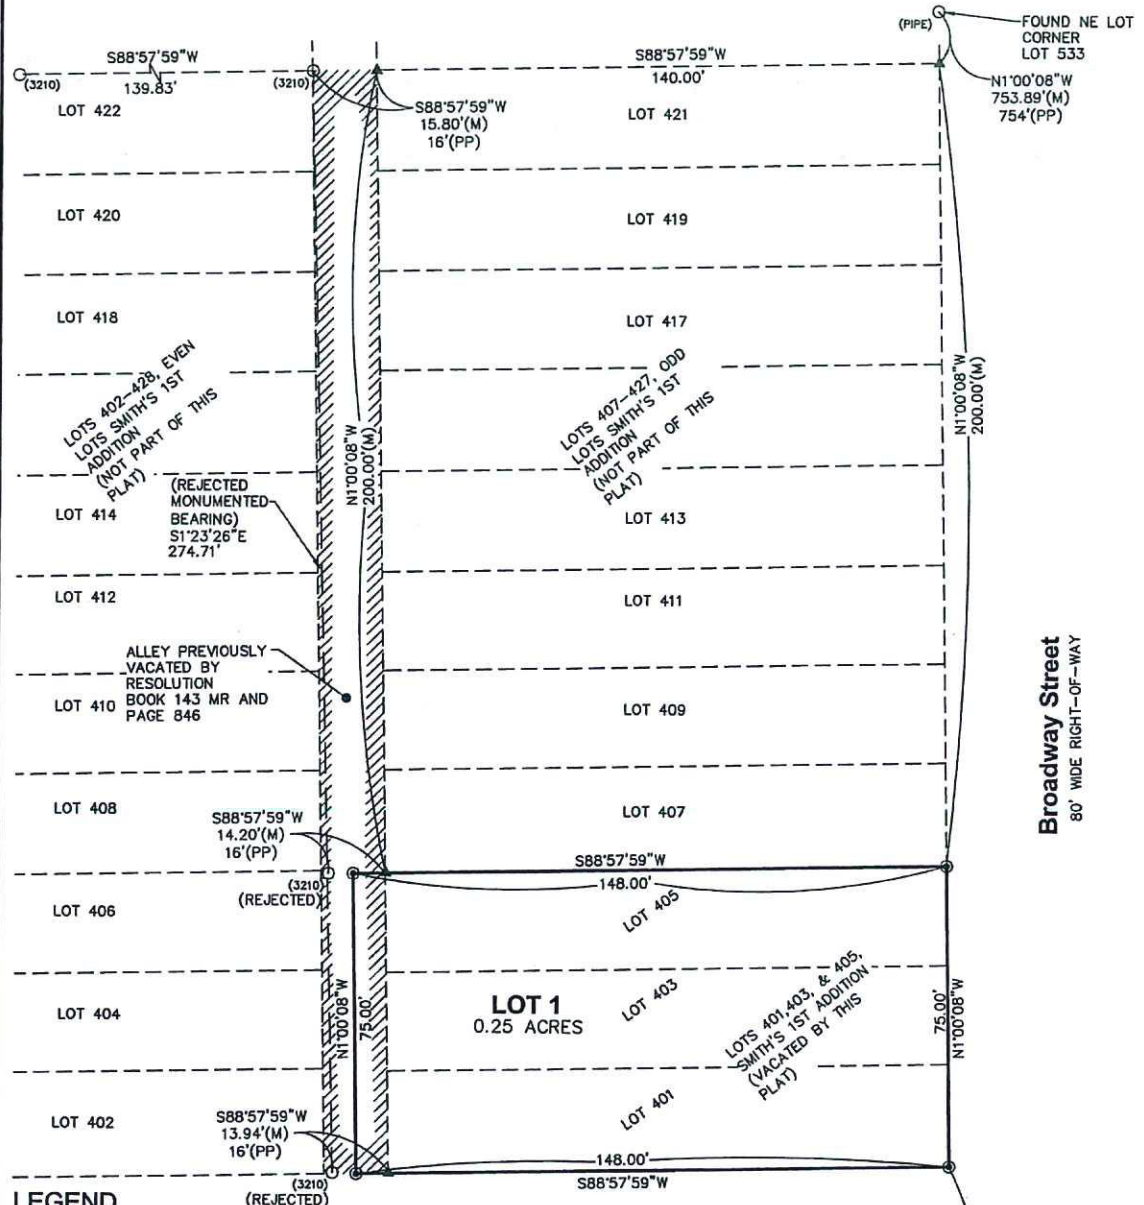 (PIPE)
FOUND NE LOT
CORNER
LOT 533
N1°00'08"W
753.89'(M)
754'(PP)
S88°57'59"W
139.83'
(3210)
(3210)
S88°57'59"W
140.00'
S88°57'59"W
15.80'(M)
16'(PP)
LOT 422
LOT 421
LOT 420
LOT 419
LOT 418
LOT 417
LOTS 402-428, EVEN
LOTS SMITH'S 1ST
ADDITION
(NOT PART OF THIS
PLAT)
LOTS 407-427, ODD
LOTS SMITH'S 1ST
ADDITION
(NOT PART OF THIS
PLAT)
N1°00'08"W
200.00'(M)
N1°00'08"W
200.00'(M)
(REJECTED
MONUMENTED
BEARING)
S1°23'26"E
274.71'
LOT 414
LOT 413
LOT 412
LOT 411
ALLEY PREVIOUSLY
VACATED BY
RESOLUTION
BOOK 143 MR AND
PAGE 846
LOT 410
LOT 409
Broadway Street
80' WIDE RIGHT-OF-WAY
LOT 408
LOT 407
S88°57'59"W
14.20'(M)
16'(PP)
S88°57'59"W
148.00'
(3210)
(REJECTED)
LOT 406
LOT 405
LOT 404
LOT 403
N1°00'08"W
75.00'
LOT 1
0.25 ACRES
LOTS 401,403, & 405,
SMITH'S 1ST ADDITION
(VACATED BY THIS
PLAT)
75.00'
N1°00'08"W
LOT 402
LOT 401
S88°57'59"W
13.94'(M)
16'(PP)
148.00'
S88°57'59"W
(3210)
(REJECTED)
LEGEND